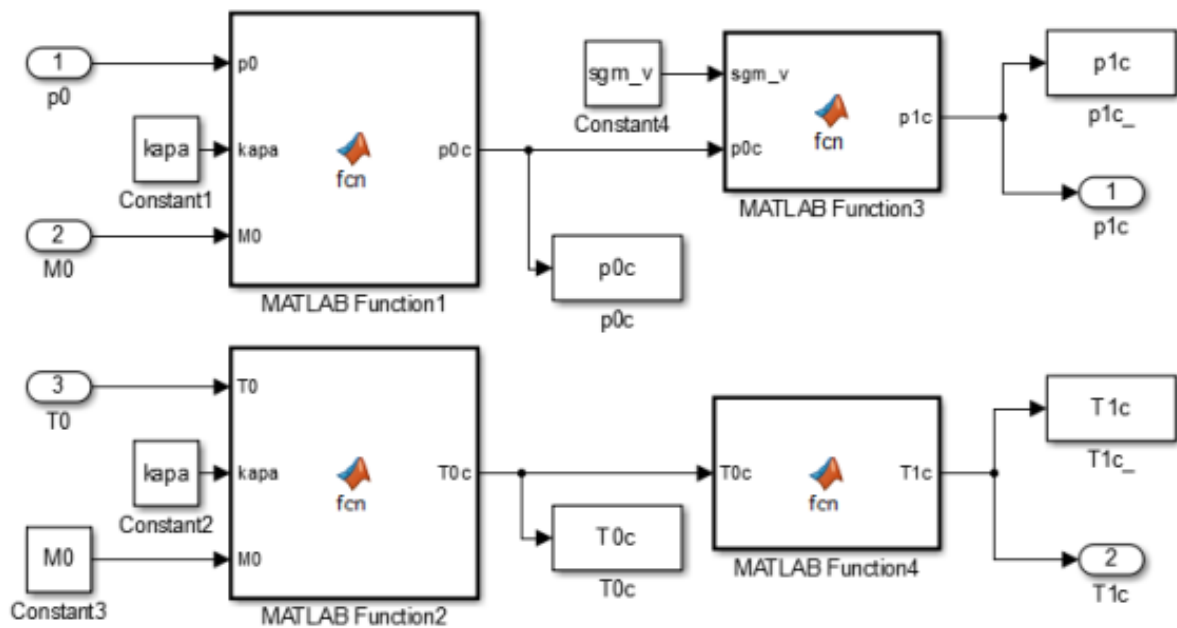 1
p0
kapa
Constant1
2
M0
p0
kapa
M0
fcn
p0c
MATLAB Function1
sgm_v
Constant4
sgm_v
p0c
fcn
p1c
MATLAB Function3
p1c
p1c_
1
p1c
p0c
p0c
3
T0
kapa
Constant2
M0
Constant3
T0
kapa
M0
fcn
T0c
MATLAB Function2
T0c
T0c
T0c
fcn
T1c
MATLAB Function4
T1c
T1c_
2
T1c